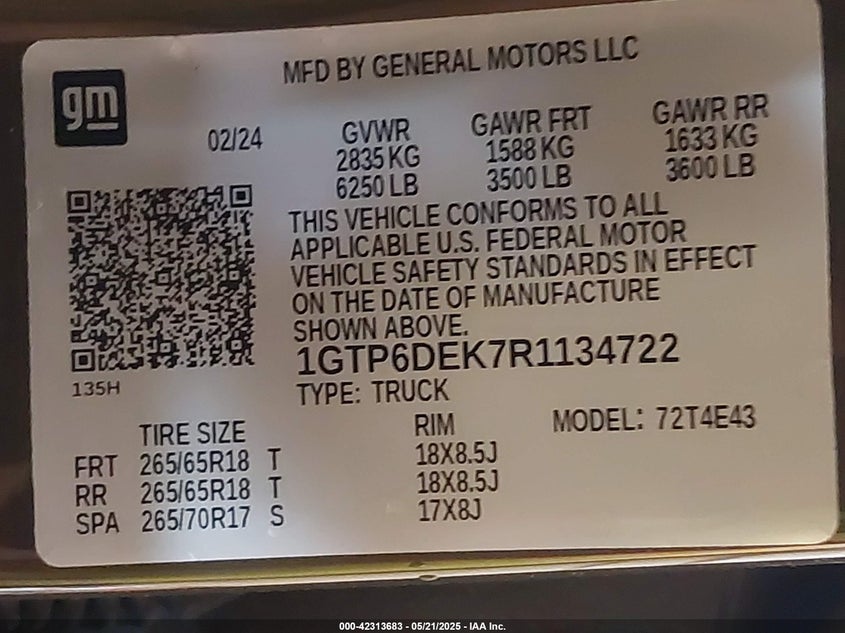 MFD BY GENERAL MOTORS LLC
gm
02/24
GVWR
2835 KG
6250 LB
GAWR FRT
1588 KG
3500 LB
GAWR RR
1633 KG
3600 LB
THIS VEHICLE CONFORMS TO ALL
APPLICABLE U.S. FEDERAL MOTOR
VEHICLE SAFETY STANDARDS IN EFFECT
ON THE DATE OF MANUFACTURE
SHOWN ABOVE.
1GTP6DEK7R1134722
135H
TYPE: TRUCK
MODEL: 72T4E43
TIRE SIZE RIM
FRT 265/65R18 T 18X8.5J
RR 265/65R18 T 18X8.5J
SPA 265/70R17 S 17X8J
000-42313683 - 05/21/2025 - IAA Inc.